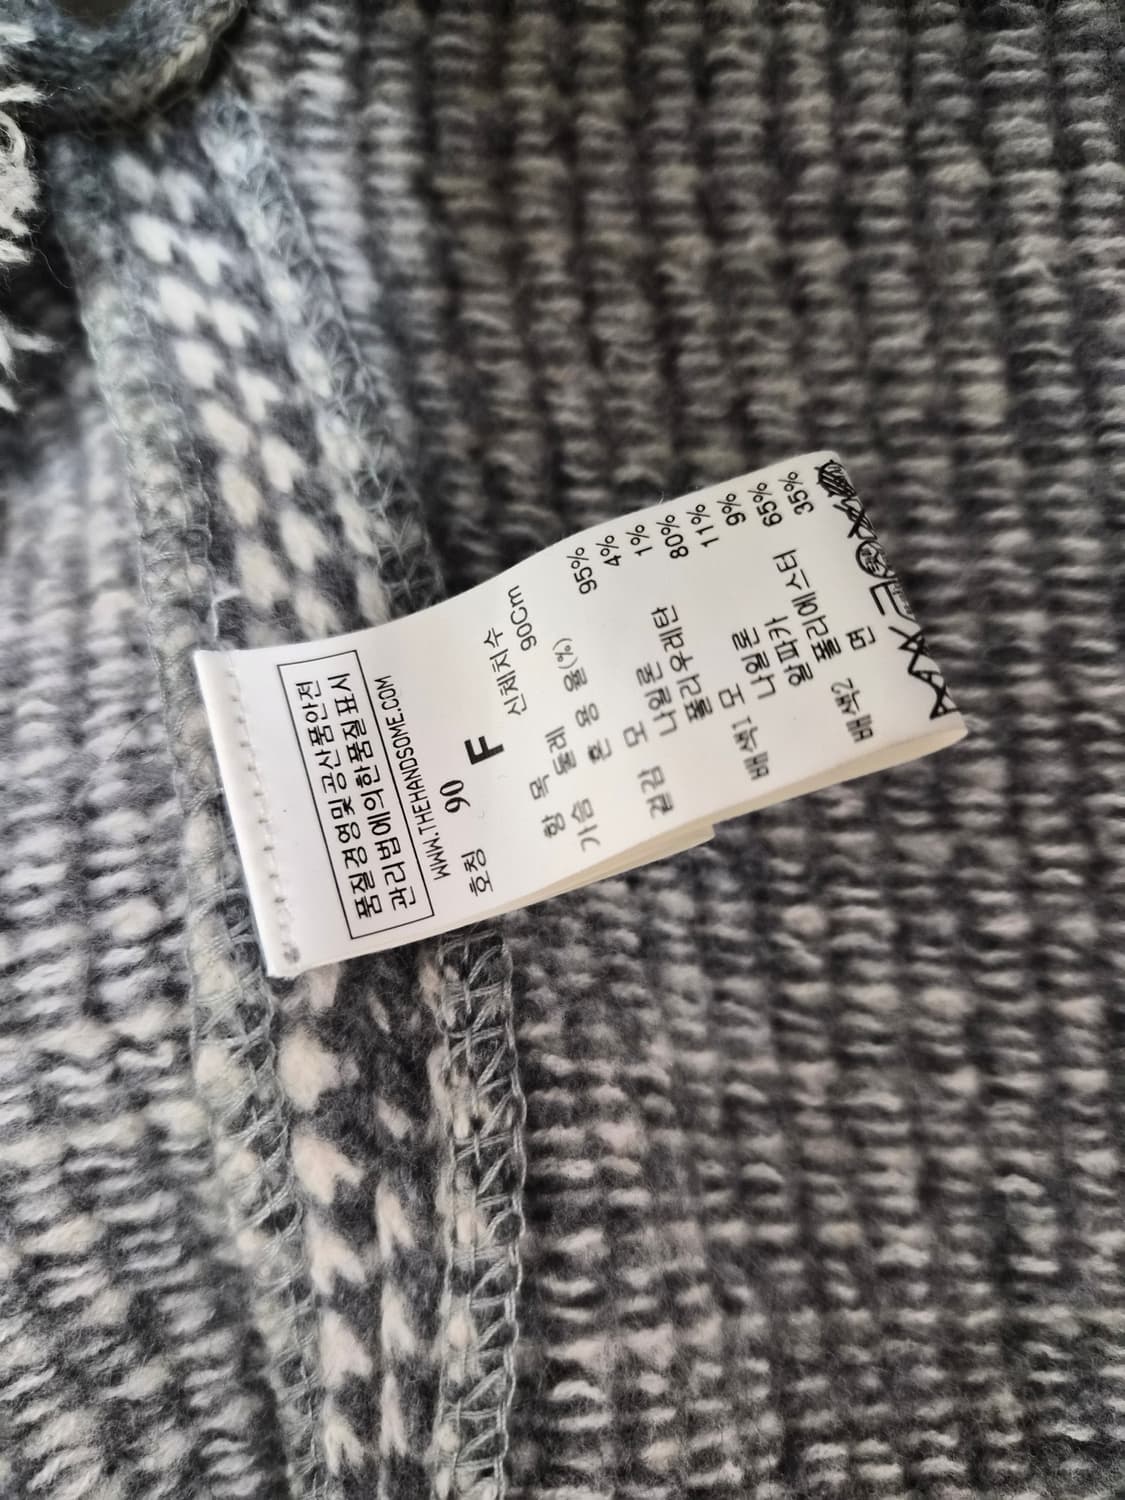 품질경영및 공산품안전
관리법에의한품질표시
WWW.THEHANDSOME.COM
호칭 90 F
신체치수
항 목 90cm
가슴 둘레
혼 용 율(%)
겉감 모 95%
나일론 4%
폴리우레탄 1%
배색1 모 80%
나일론 11%
알파카 9%
폴리에스터 65%
배색2 면 35%